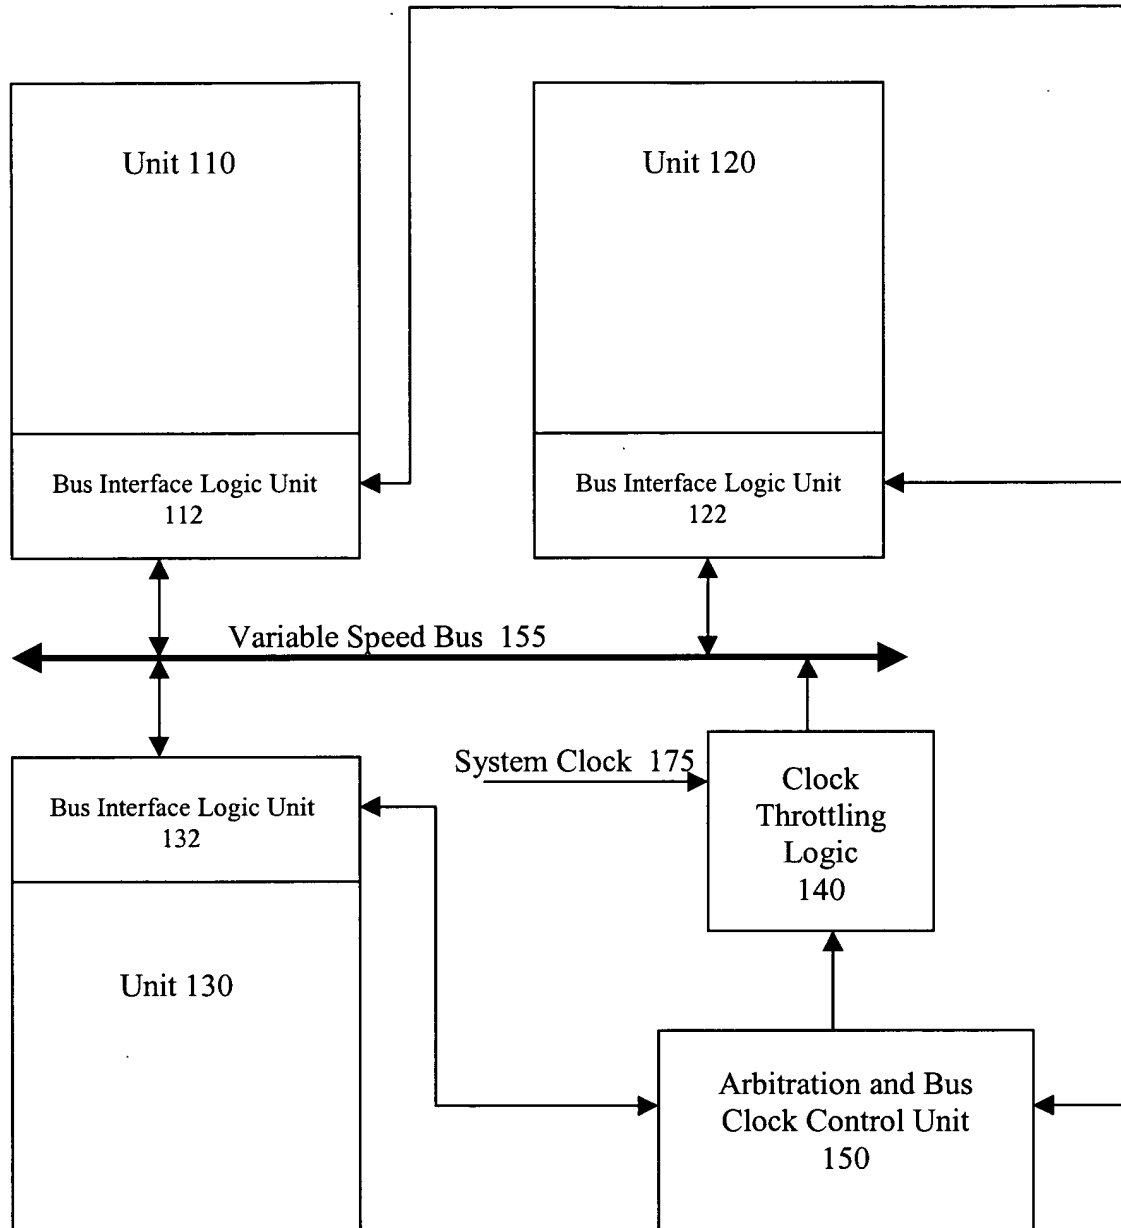 Unit 110
Unit 120
Bus Interface Logic Unit
112
Bus Interface Logic Unit
122
Variable Speed Bus 155
System Clock 175
Bus Interface Logic Unit
132
Clock
Throttling
Logic
140
Unit 130
Arbitration and Bus
Clock Control Unit
150